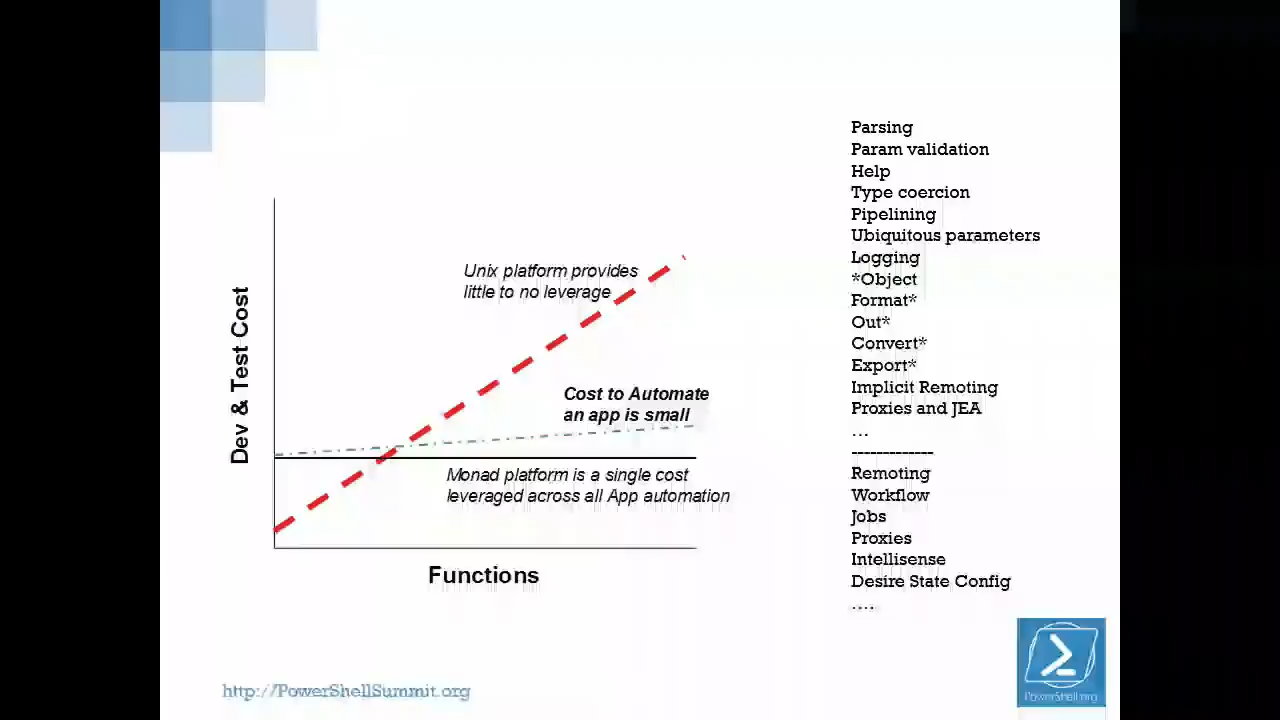 Parsing
Param validation
Help
Type coercion
Pipelining
Ubiquitous parameters
Logging
*Object
Format*
Out*
Convert*
Export*
Implicit Remoting
Proxies and JEA
...
-------------
Remoting
Workflow
Jobs
Proxies
Intellisense
Desire State Config
....
Dev & Test Cost
Unix platform provides
little to no leverage
Cost to Automate
an app is small
Monad platform is a single cost
leveraged across all App automation
Functions
http://PowerShellSummit.org
PowerShell.org